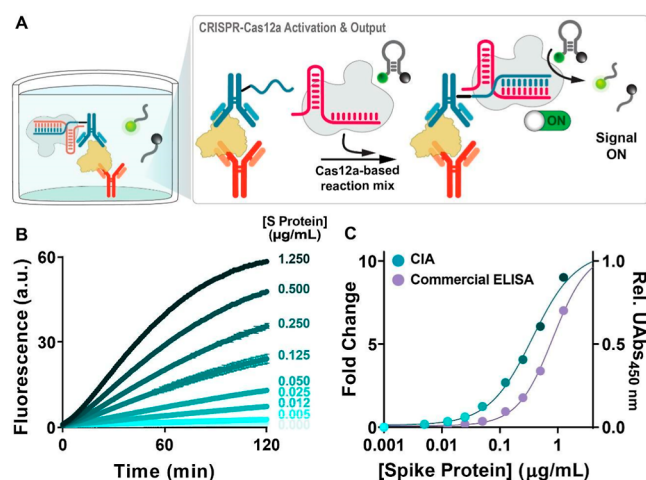 A
CRISPR-Cas12a Activation & Output
Cas12a-based
reaction mix
ON
Signal
ON
B
[S Protein]
(µg/mL)
Fluorescence (a.u.)
60
30
0
1.250
0.500
0.250
0.125
0.050
0.025
0.012
0.005
0.000
0
60
120
Time (min)
C
CIA
Commercial ELISA
Fold Change
10
5
0
1.0
0.5
0.0
Rel. UAbs450 nm
0.001
0.01
0.1
1
[Spike Protein] (µg/mL)